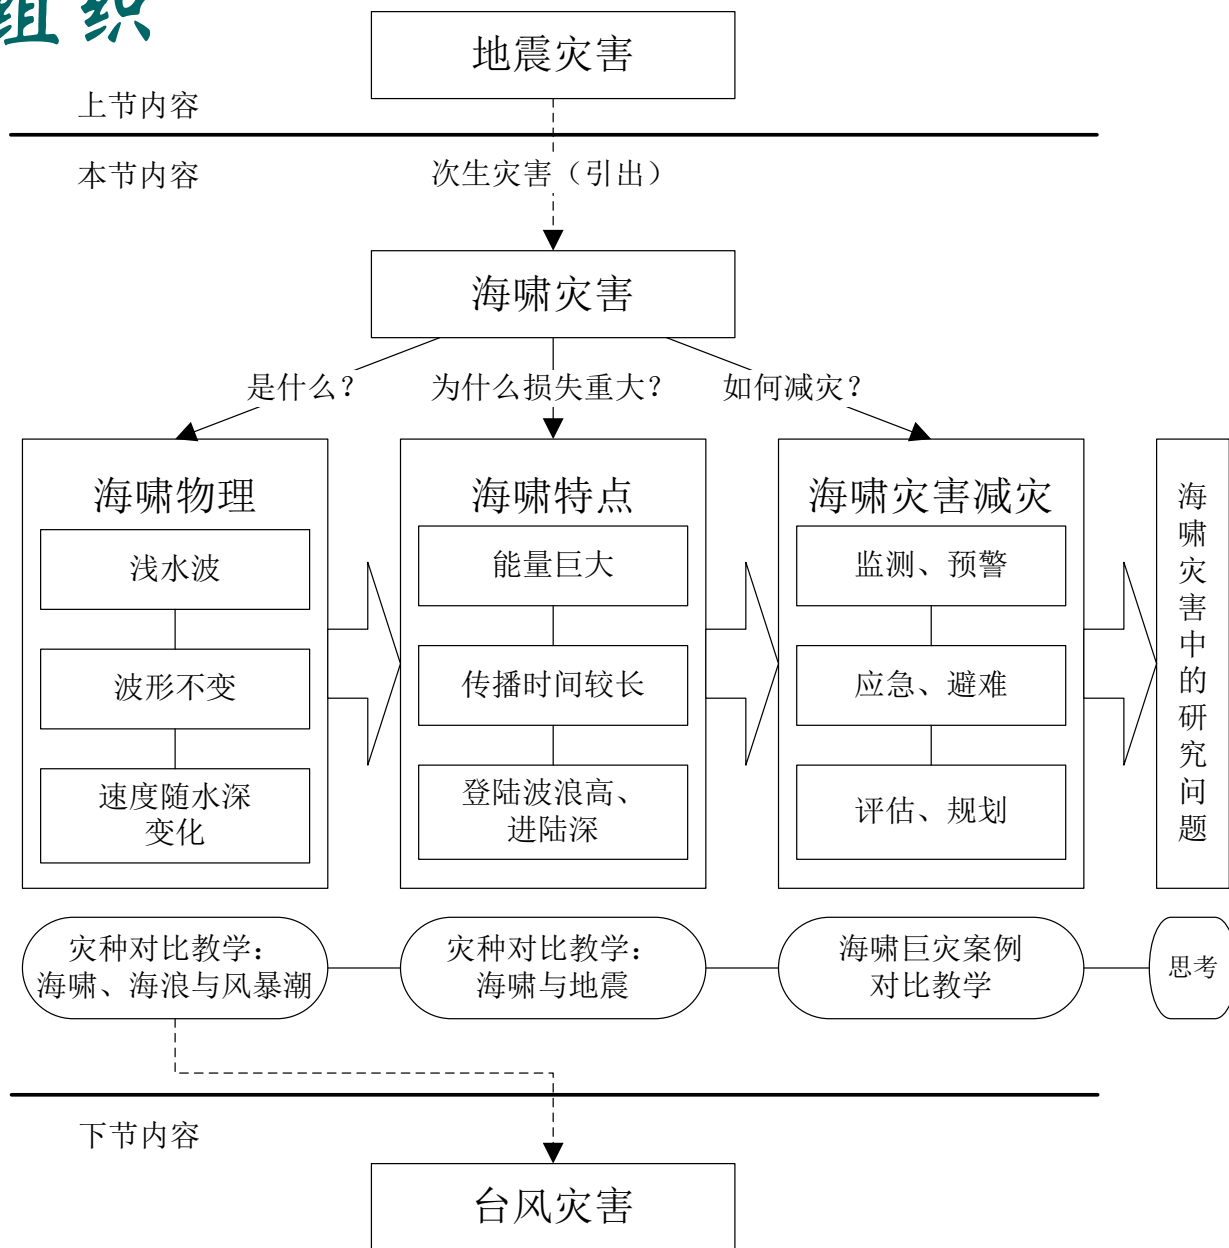 组织
地震灾害
上节内容
本节内容
次生灾害（引出）
海啸灾害
是什么？
为什么损失重大？
如何减灾？
海啸物理
浅水波
波形不变
速度随水深
变化
海啸特点
能量巨大
传播时间较长
登陆波浪高、
进陆深
海啸灾害减灾
监测、预警
应急、避难
评估、规划
海啸灾害中的研究问题
灾种对比教学：
海啸、海浪与风暴潮
灾种对比教学：
海啸与地震
海啸巨灾案例
对比教学
思考
下节内容
台风灾害